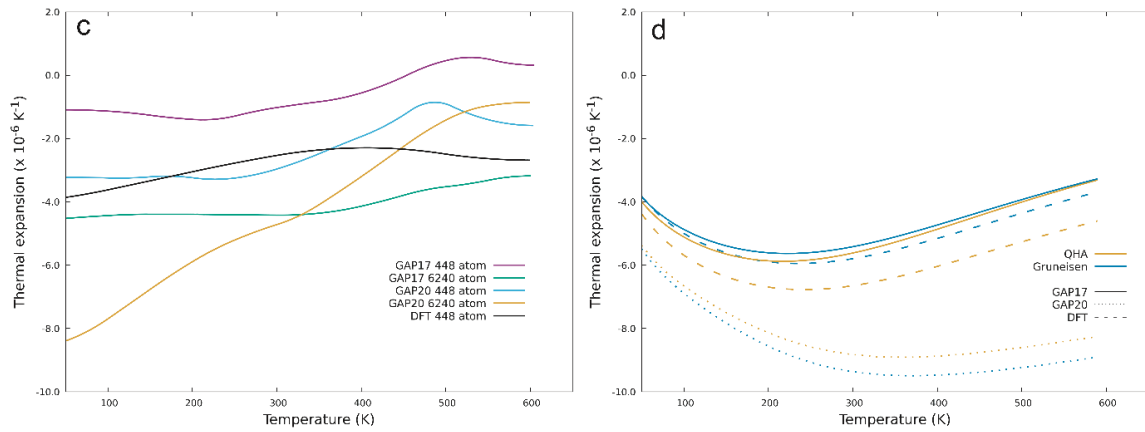 c
Thermal expansion (x 10⁻⁶ K⁻¹)
2.0
0.0
-2.0
-4.0
-6.0
-8.0
-10.0
GAP17 448 atom
GAP17 6240 atom
GAP20 448 atom
GAP20 6240 atom
DFT 448 atom
100 200 300 400 500 600
Temperature (K)
d
Thermal expansion (x 10⁻⁶ K⁻¹)
2.0
0.0
-2.0
-4.0
-6.0
-8.0
-10.0
QHA
Gruneisen
GAP17
GAP20
DFT
100 200 300 400 500 600
Temperature (K)